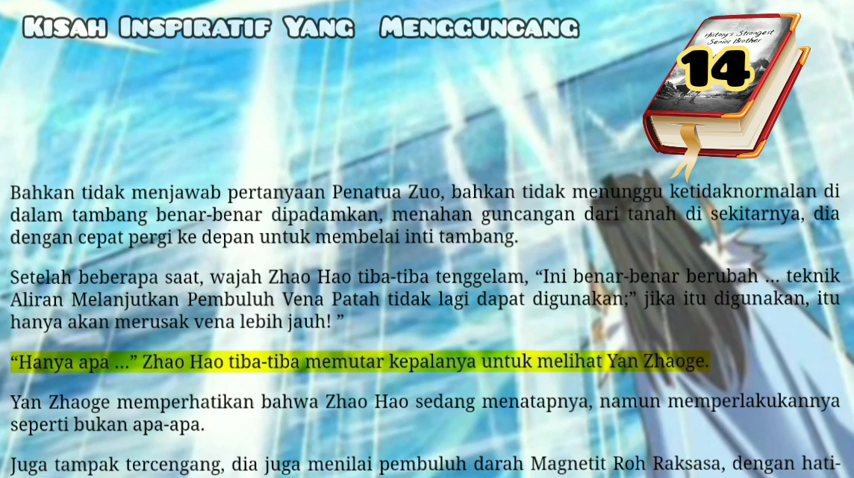 Kisah Inspiratif Yang Menggungcang
History's Strongest
Senior Brother
14
Bahkan tidak menjawab pertanyaan Penatua Zuo, bahkan tidak menunggu ketidaknormalan di
dalam tambang benar-benar dipadamkan, menahan guncangan dari tanah di sekitarnya, dia
dengan cepat pergi ke depan untuk membelai inti tambang.
Setelah beberapa saat, wajah Zhao Hao tiba-tiba tenggelam, “Ini benar-benar berubah ... teknik
Aliran Melanjutkan Pembuluh Vena Patah tidak lagi dapat digunakan;” jika itu digunakan, itu
hanya akan merusak vena lebih jauh! ”
“Hanya apa ...” Zhao Hao tiba-tiba memutar kepalanya untuk melihat Yan Zhaoge.
Yan Zhaoge memperhatikan bahwa Zhao Hao sedang menatapnya, namun memperlakukannya
seperti bukan apa-apa.
Juga tampak tercengang, dia juga menilai pembuluh darah Magnetit Roh Raksasa, dengan hati-